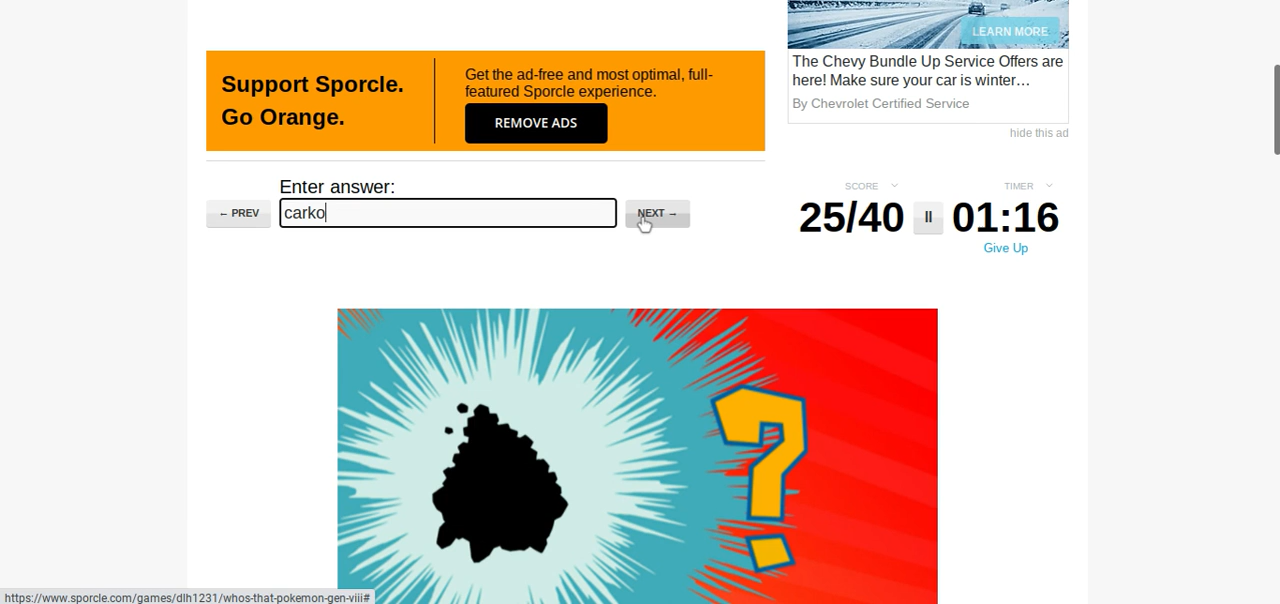 LEARN MORE
The Chevy Bundle Up Service Offers are
here! Make sure your car is winter…
By Chevrolet Certified Service
hide this ad
Support Sporcle.
Go Orange.
Get the ad-free and most optimal, full-
featured Sporcle experience.
REMOVE ADS
Enter answer:
← PREV
carko
NEXT →
SCORE
25/40
TIMER
01:16
Give Up
?
https://www.sporcle.com/games/dlh1231/whos-that-pokemon-gen-viii#